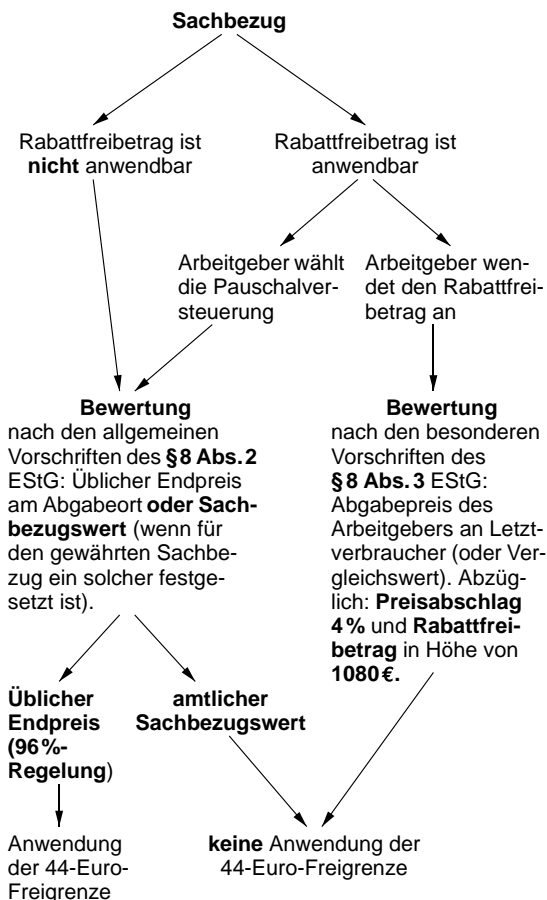 Sachbezug
Rabattfreibetrag ist
nicht anwendbar
Rabattfreibetrag ist
anwendbar
Arbeitgeber wählt
die Pauschalver-
steuerung
Arbeitgeber wen-
det den Rabattfrei-
betrag an
Bewertung
nach den allgemeinen
Vorschriften des §8 Abs.2
EStG: Üblicher Endpreis
am Abgabeort oder Sach-
bezugswert (wenn für
den gewährten Sachbe-
zug ein solcher festge-
setzt ist).
Bewertung
nach den besonderen
Vorschriften des
§8 Abs.3 EStG:
Abgabepreis des
Arbeitgebers an Letzt-
verbraucher (oder Ver-
gleichswert). Abzüg-
lich: Preisabschlag
4% und Rabattfrei-
betrag in Höhe von
1080€.
Üblicher
Endpreis
(96%-
Regelung)
amtlicher
Sachbezugswert
Anwendung
der 44-Euro-
Freigrenze
keine Anwendung der
44-Euro-Freigrenze